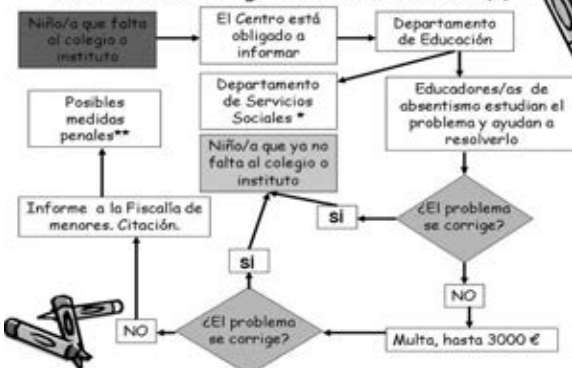 Niño/a que falta
al colegio o
instituto
El Centro está
obligado a
informar
Departamento
de Educación
Departamento
de Servicios
Sociales *
Educadores/as de
absentismo estudian el
problema y ayudan a
resolverlo
Posibles
medidas
penales**
Niño/a que ya no
falta al colegio o
instituto
Informe a la Fiscalía de
menores. Citación.
si
¿El problema
se corrige?
si
NO
NO
¿El problema
se corrige?
Multa, hasta 3000 €